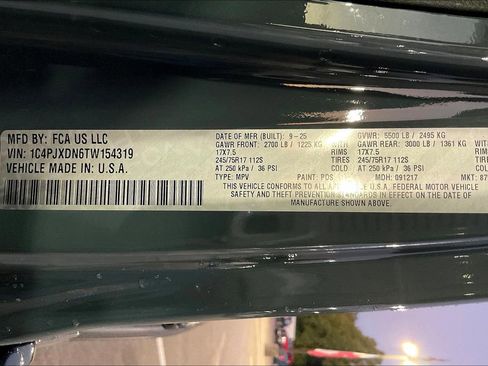 MFD BY: FCA US LLC
VIN: 1C4PJXDN6TW154319
VEHICLE MADE IN: U.S.A.
DATE OF MFR (BUILT): 9-25 GVWR: 5500 LB / 2495 KG
GAWR FRONT: 2700 LB / 1225 KG GAWR REAR: 3000 LB / 1361 KG
17X7.5 RIMS 17X7.5
245/75R17 112S TIRES 245/75R17 112S
AT 250 kPa / 36 PSI AT 250 kPa / 36 PSI
TYPE: MPV PAINT: PDS MDH: 091217 MKT: 87
THIS VEHICLE CONFORMS TO ALL APPLICABLE U.S.A. FEDERAL MOTOR VEHICLE
SAFETY AND THEFT PREVENTION STANDARDS IN EFFECT ON THE DATE OF
MANUFACTURE SHOWN ABOVE.